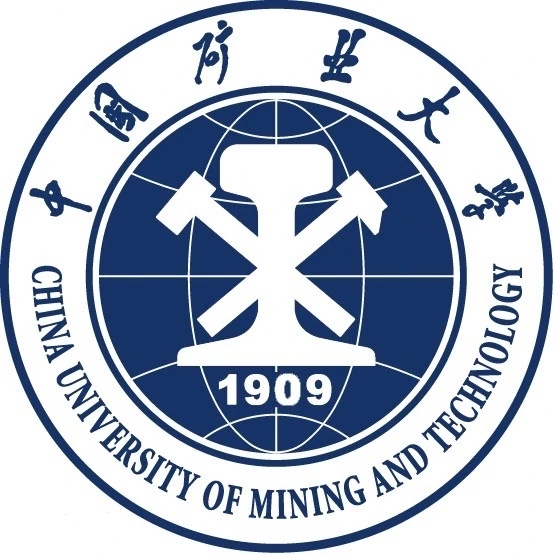 中国矿业大学
1909
CHINA UNIVERSITY OF MINING AND TECHNOLOGY